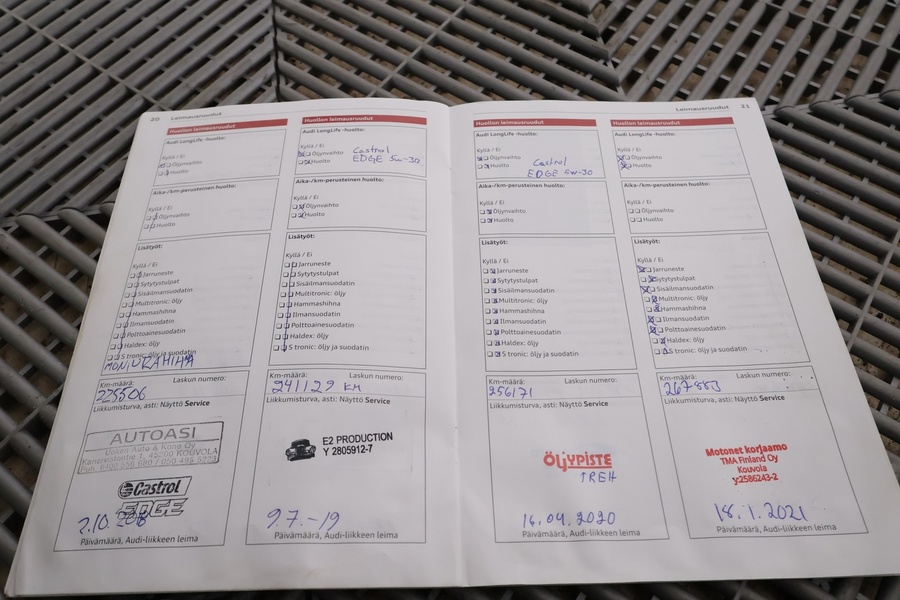 20 Leimausruudut
Huollon leimausruudut
Audi LongLife -huolto:
Kyllä / Ei
Öljynvaihto
Huolto
Aika-/km-perusteinen huolto:
Kyllä / Ei
Öljynvaihto
Huolto
Lisätyöt:
Kyllä / Ei
Jarruneste
Sytytystulpat
Sisäilmansuodatin
Multitronic: öljy
Hammashihna
Ilmansuodatin
Polttoainesuodatin
Haldex: öljy
S tronic: öljy ja suodatin
MONIURAHIHNA
Km-määrä: Laskun numero:
225506
Liikkumisturva, asti: Näyttö Service
AUTOASI
45200 KOUVOLA
Castrol
EDGE
2.10.
Päivämäärä, Audi-liikkeen leima
Huollon leimausruudut
Audi LongLife -huolto:
Kyllä / Ei
Öljynvaihto
Huolto
Castrol
EDGE 5w-30
Aika-/km-perusteinen huolto:
Kyllä / Ei
Öljynvaihto
Huolto
Lisätyöt:
Kyllä / Ei
Jarruneste
Sytytystulpat
Sisäilmansuodatin
Multitronic: öljy
Hammashihna
Ilmansuodatin
Polttoainesuodatin
Haldex: öljy
S tronic: öljy ja suodatin
Km-määrä: Laskun numero:
241129 KM
Liikkumisturva, asti: Näyttö Service
E2 PRODUCTION
Y 2805912-7
9.7.-19
Päivämäärä, Audi-liikkeen leima
Leimausruudut 21
Huollon leimausruudut
Audi LongLife -huolto:
Kyllä / Ei
Öljynvaihto
Huolto
Castrol
EDGE 5W-30
Aika-/km-perusteinen huolto:
Kyllä / Ei
Öljynvaihto
Huolto
Lisätyöt:
Kyllä / Ei
Jarruneste
Sytytystulpat
Sisäilmansuodatin
Multitronic: öljy
Hammashihna
Ilmansuodatin
Polttoainesuodatin
Haldex: öljy
S tronic: öljy ja suodatin
Km-määrä: Laskun numero:
256171
Liikkumisturva, asti: Näyttö Service
ÖLJYPISTE
TREH
16.04.2020
Päivämäärä, Audi-liikkeen leima
Huollon leimausruudut
Audi LongLife -huolto:
Kyllä / Ei
Öljynvaihto
Huolto
Aika-/km-perusteinen huolto:
Kyllä / Ei
Öljynvaihto
Huolto
Lisätyöt:
Kyllä / Ei
Jarruneste
Sytytystulpat
Sisäilmansuodatin
Multitronic: öljy
Hammashihna
Ilmansuodatin
Polttoainesuodatin
Haldex: öljy
S tronic: öljy ja suodatin
Km-määrä: Laskun numero:
267883
Liikkumisturva, asti: Näyttö Service
Motonet korjaamo
TMA Finland Oy
Kouvola
y:2586243-2
18.1.2021
Päivämäärä, Audi-liikkeen leima